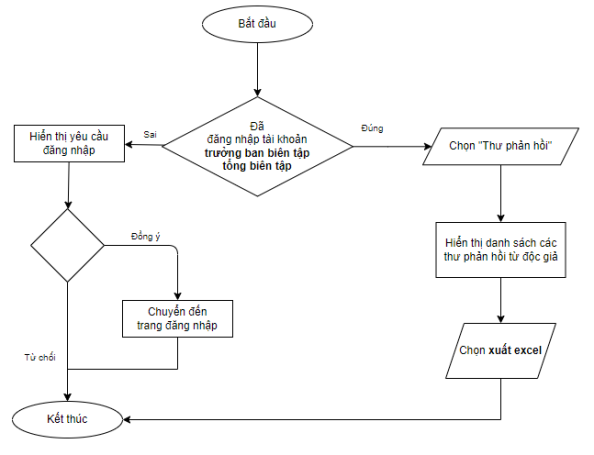 Bắt đầu
Đã
đăng nhập tài khoản
trưởng ban biên tập
tổng biên tập
Sai
Đúng
Hiển thị yêu cầu
đăng nhập
Chọn "Thư phản hồi"
Đồng ý
Hiển thị danh sách các
thư phản hồi từ độc giả
Chuyển đến
trang đăng nhập
Từ chối
Chọn xuất excel
Kết thúc